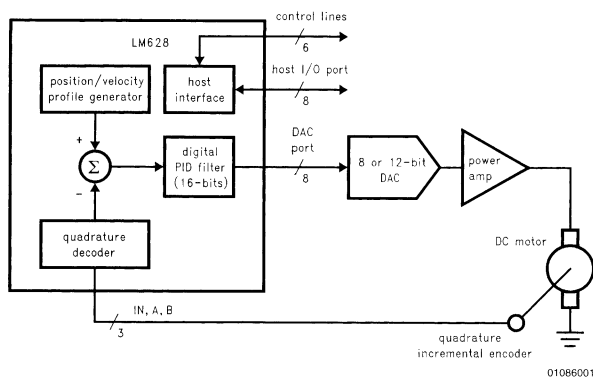 control lines
6
LM628
host I/O port
8
position/velocity
profile generator
host
interface
+
Σ
-
digital
PID filter
(16-bits)
DAC
port
8
8 or 12-bit
DAC
power
amp
quadrature
decoder
DC motor
IN, A, B
3
quadrature
incremental encoder
01086001